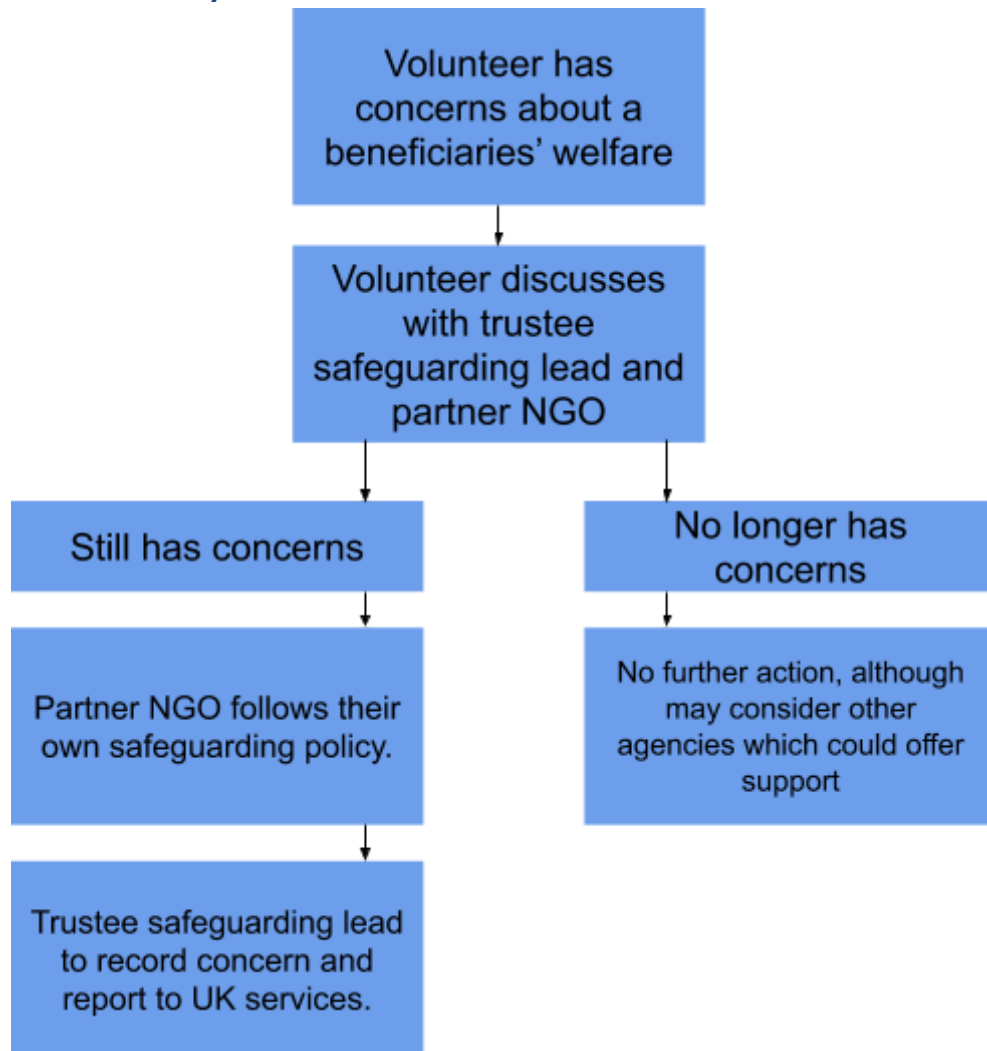 Volunteer has
concerns about a
beneficiaries’ welfare
Volunteer discusses
with trustee
safeguarding lead and
partner NGO
Still has concerns
No longer has
concerns
Partner NGO follows their
own safeguarding policy.
No further action, although
may consider other
agencies which could offer
support
Trustee safeguarding lead
to record concern and
report to UK services.